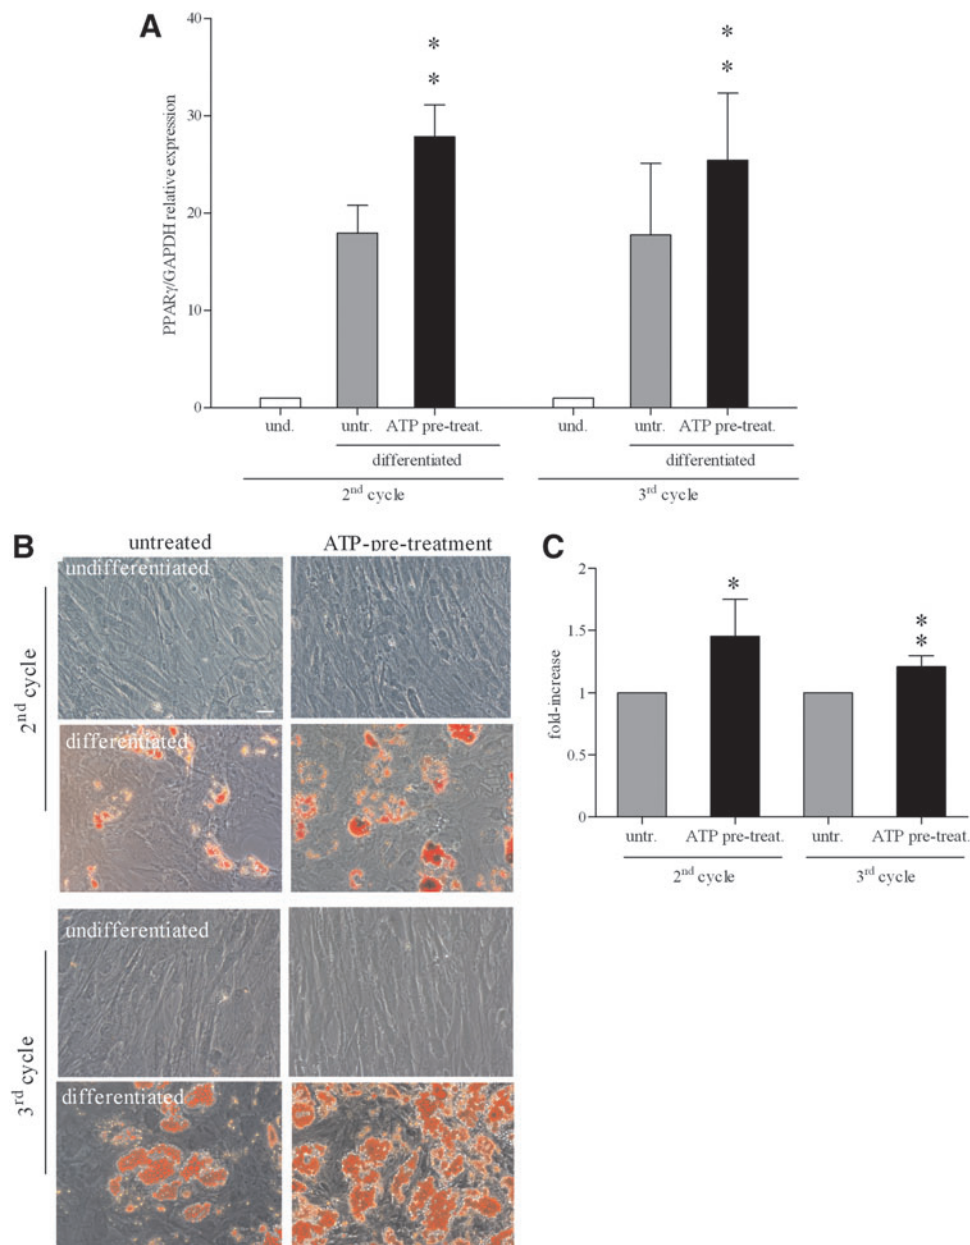 A
PPARγ/GAPDH relative expression
40
30
20
10
0
* *
* *
* *
* *
und. untr. ATP pre-treat. und. untr. ATP pre-treat.
differentiated differentiated
2nd cycle 3rd cycle
B
untreated ATP-pre-treatment
2nd cycle
undifferentiated
differentiated
3rd cycle
undifferentiated
differentiated
C
fold-increase
2
1.5
1
0.5
0
*
* *
untr. ATP pre-treat. untr. ATP pre-treat.
2nd cycle 3rd cycle